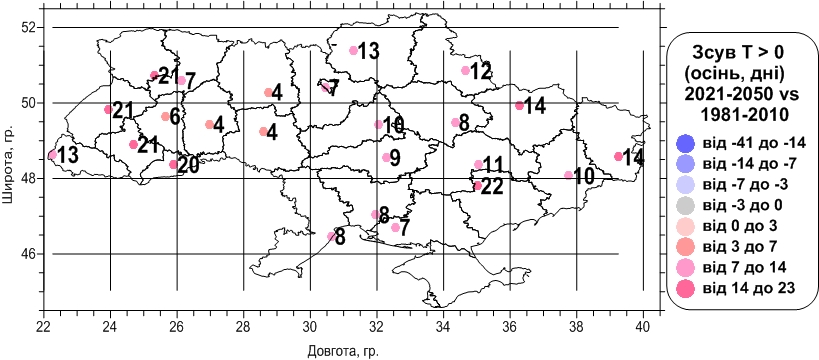 52
50
48
46
Широта, гр.
13
12
21
7
7
4
14
21
6
4
4
10
8
13
21
20
9
11
14
22
10
8
7
8
22 24 26 28 30 32 34 36 38 40
Довгота, гр.
Зсув Т > 0
(осінь, дні)
2021-2050 vs
1981-2010
від -41 до -14
від -14 до -7
від -7 до -3
від -3 до 0
від 0 до 3
від 3 до 7
від 7 до 14
від 14 до 23